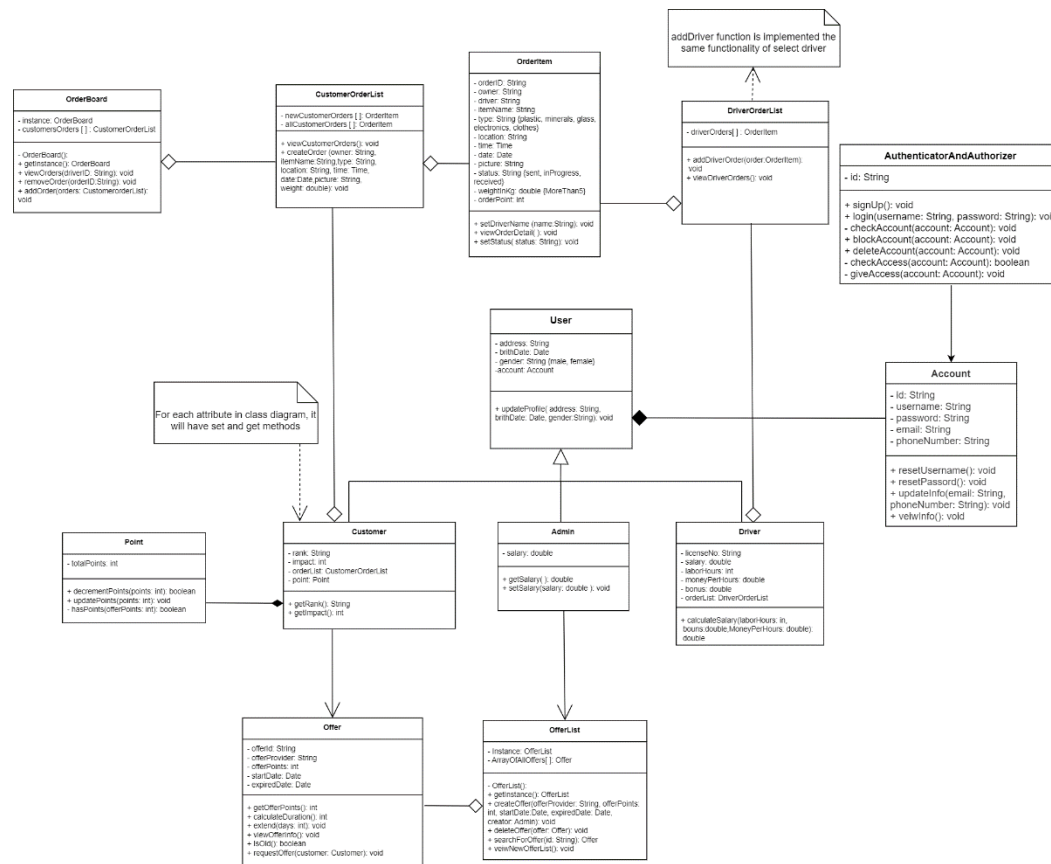 addDriver function is implemented the
same functionality of select driver
OrderBoard
- instance: OrderBoard
- customersOrders [ ] : CustomerOrderList
- OrderBoard():
+ getInstance(): OrderBoard
+ viewOrders(driverID: String): void
+ removeOrder(orderID:String): void
+ addOrder(orders: CustomerorderList):
void
CustomerOrderList
- newCustomerOrders [ ]: OrderItem
- allCustomerOrders [ ]: OrderItem
+ viewCustomerOrders(): void
+ createOrder (owner: String,
itemName:String,type: String,
location: String, time: Time,
date:Date,picture: String,
weight: double): void
OrderItem
- orderID: String
- owner: String
- driver: String
- itemName: String
- type: String {plastic, minerals, glass,
electronics, clothes}
- location: String
- time: Time
- date: Date
- picture: String
- status: String {sent, inProgress,
received}
- weightInKg: double {MoreThan5}
- orderPoint: int
+ setDriverName (name:String): void
+ viewOrderDetail( ): void
+ setStatus( status: String): void
DriverOrderList
- driverOrders[ ] : OrderItem
+ addDriverOrder(order:OrderItem):
void
+ viewDriverOrders(): void
AuthenticatorAndAuthorizer
- id: String
+ signUp(): void
+ login(username: String, password: String): void
- checkAccount(account: Account): void
+ blockAccount(account: Account): void
+ deleteAccount(account: Account): void
- checkAccess(account: Account): boolean
- giveAccess(account: Account): void
User
- address: String
- brithDate: Date
- gender: String {male, female}
-account: Account
+ updateProfile( address: String,
brithDate: Date, gender:String): void
Account
- id: String
- username: String
- password: String
- email: String
- phoneNumber: String
+ resetUsername(): void
+ resetPassord(): void
+ updateInfo(email: String,
phoneNumber: String): void
+ veiwInfo(): void
For each attribute in class diagram, it
will have set and get methods
Point
- totalPoints: int
+ decrementPoints(points: int): boolean
+ updatePoints(points: int): void
- hasPoints(offerPoints: int): boolean
Customer
- rank: String
- impact: int
- orderList: CustomerOrderList
- point: Point
+ getRank(): String
+ getImpact(): int
Admin
- salary: double
+ getSalary( ): double
+ setSalary(salary: double ): void
Driver
- licenseNo: String
- salary: double
- laborHours: int
- moneyPerHours: double
- bonus: double
- orderList: DriverOrderList
+ calculateSalary(laborHours: in,
bouns:double,MoneyPerHours: double):
double
Offer
- offerId: String
- offerProvider: String
- offerPoints: int
- startDate: Date
- expiredDate: Date
+ getOfferPoints(): int
+ calculateDuration(): int
+ extend(days: int): void
+ viewOfferInfo(): void
+ isOld(): boolean
+ requestOffer(customer: Customer): void
OfferList
- Instance: OfferList
- ArrayOfAllOffers[ ]: Offer
- OfferList():
+ getInstance(): OfferList
+ createOffer(offerProvider: String, offerPoints:
int, startDate:Date, expiredDate: Date,
creator: Admin): void
+ deleteOffer(offer: Offer): void
+ searchForOffer(id: String): Offer
+ veiwNewOfferList(): void